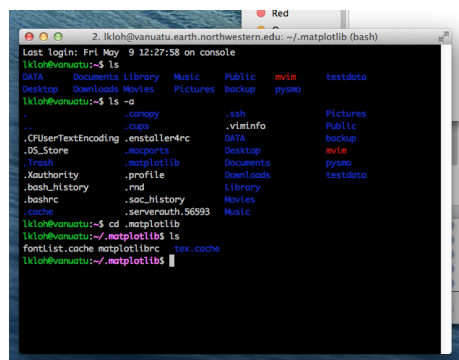 Red
2. lkloh@vanuatu.earth.northwestern.edu: ~/.matplotlib (bash)
Last login: Fri May  9 12:27:58 on console
lkloh@vanuatu:~$ ls
DATA Documents Library Music Public mvim testdata
Desktop Downloads Movies Pictures backup pysmo
lkloh@vanuatu:~$ ls -a
. .canopy .ssh Pictures
.. .cups .viminfo Public
.CFUserTextEncoding .enstaller4rc DATA backup
.DS_Store .macports Desktop mvim
.Trash .matplotlib Documents pysmo
.Xauthority .profile Downloads testdata
.bash_history .rnd Library
.bashrc .sac_history Movies
.cache .serverauth.56593 Music
lkloh@vanuatu:~$ cd .matplotlib
lkloh@vanuatu:~/.matplotlib$ ls
fontList.cache matplotlibrc tex.cache
lkloh@vanuatu:~/.matplotlib$